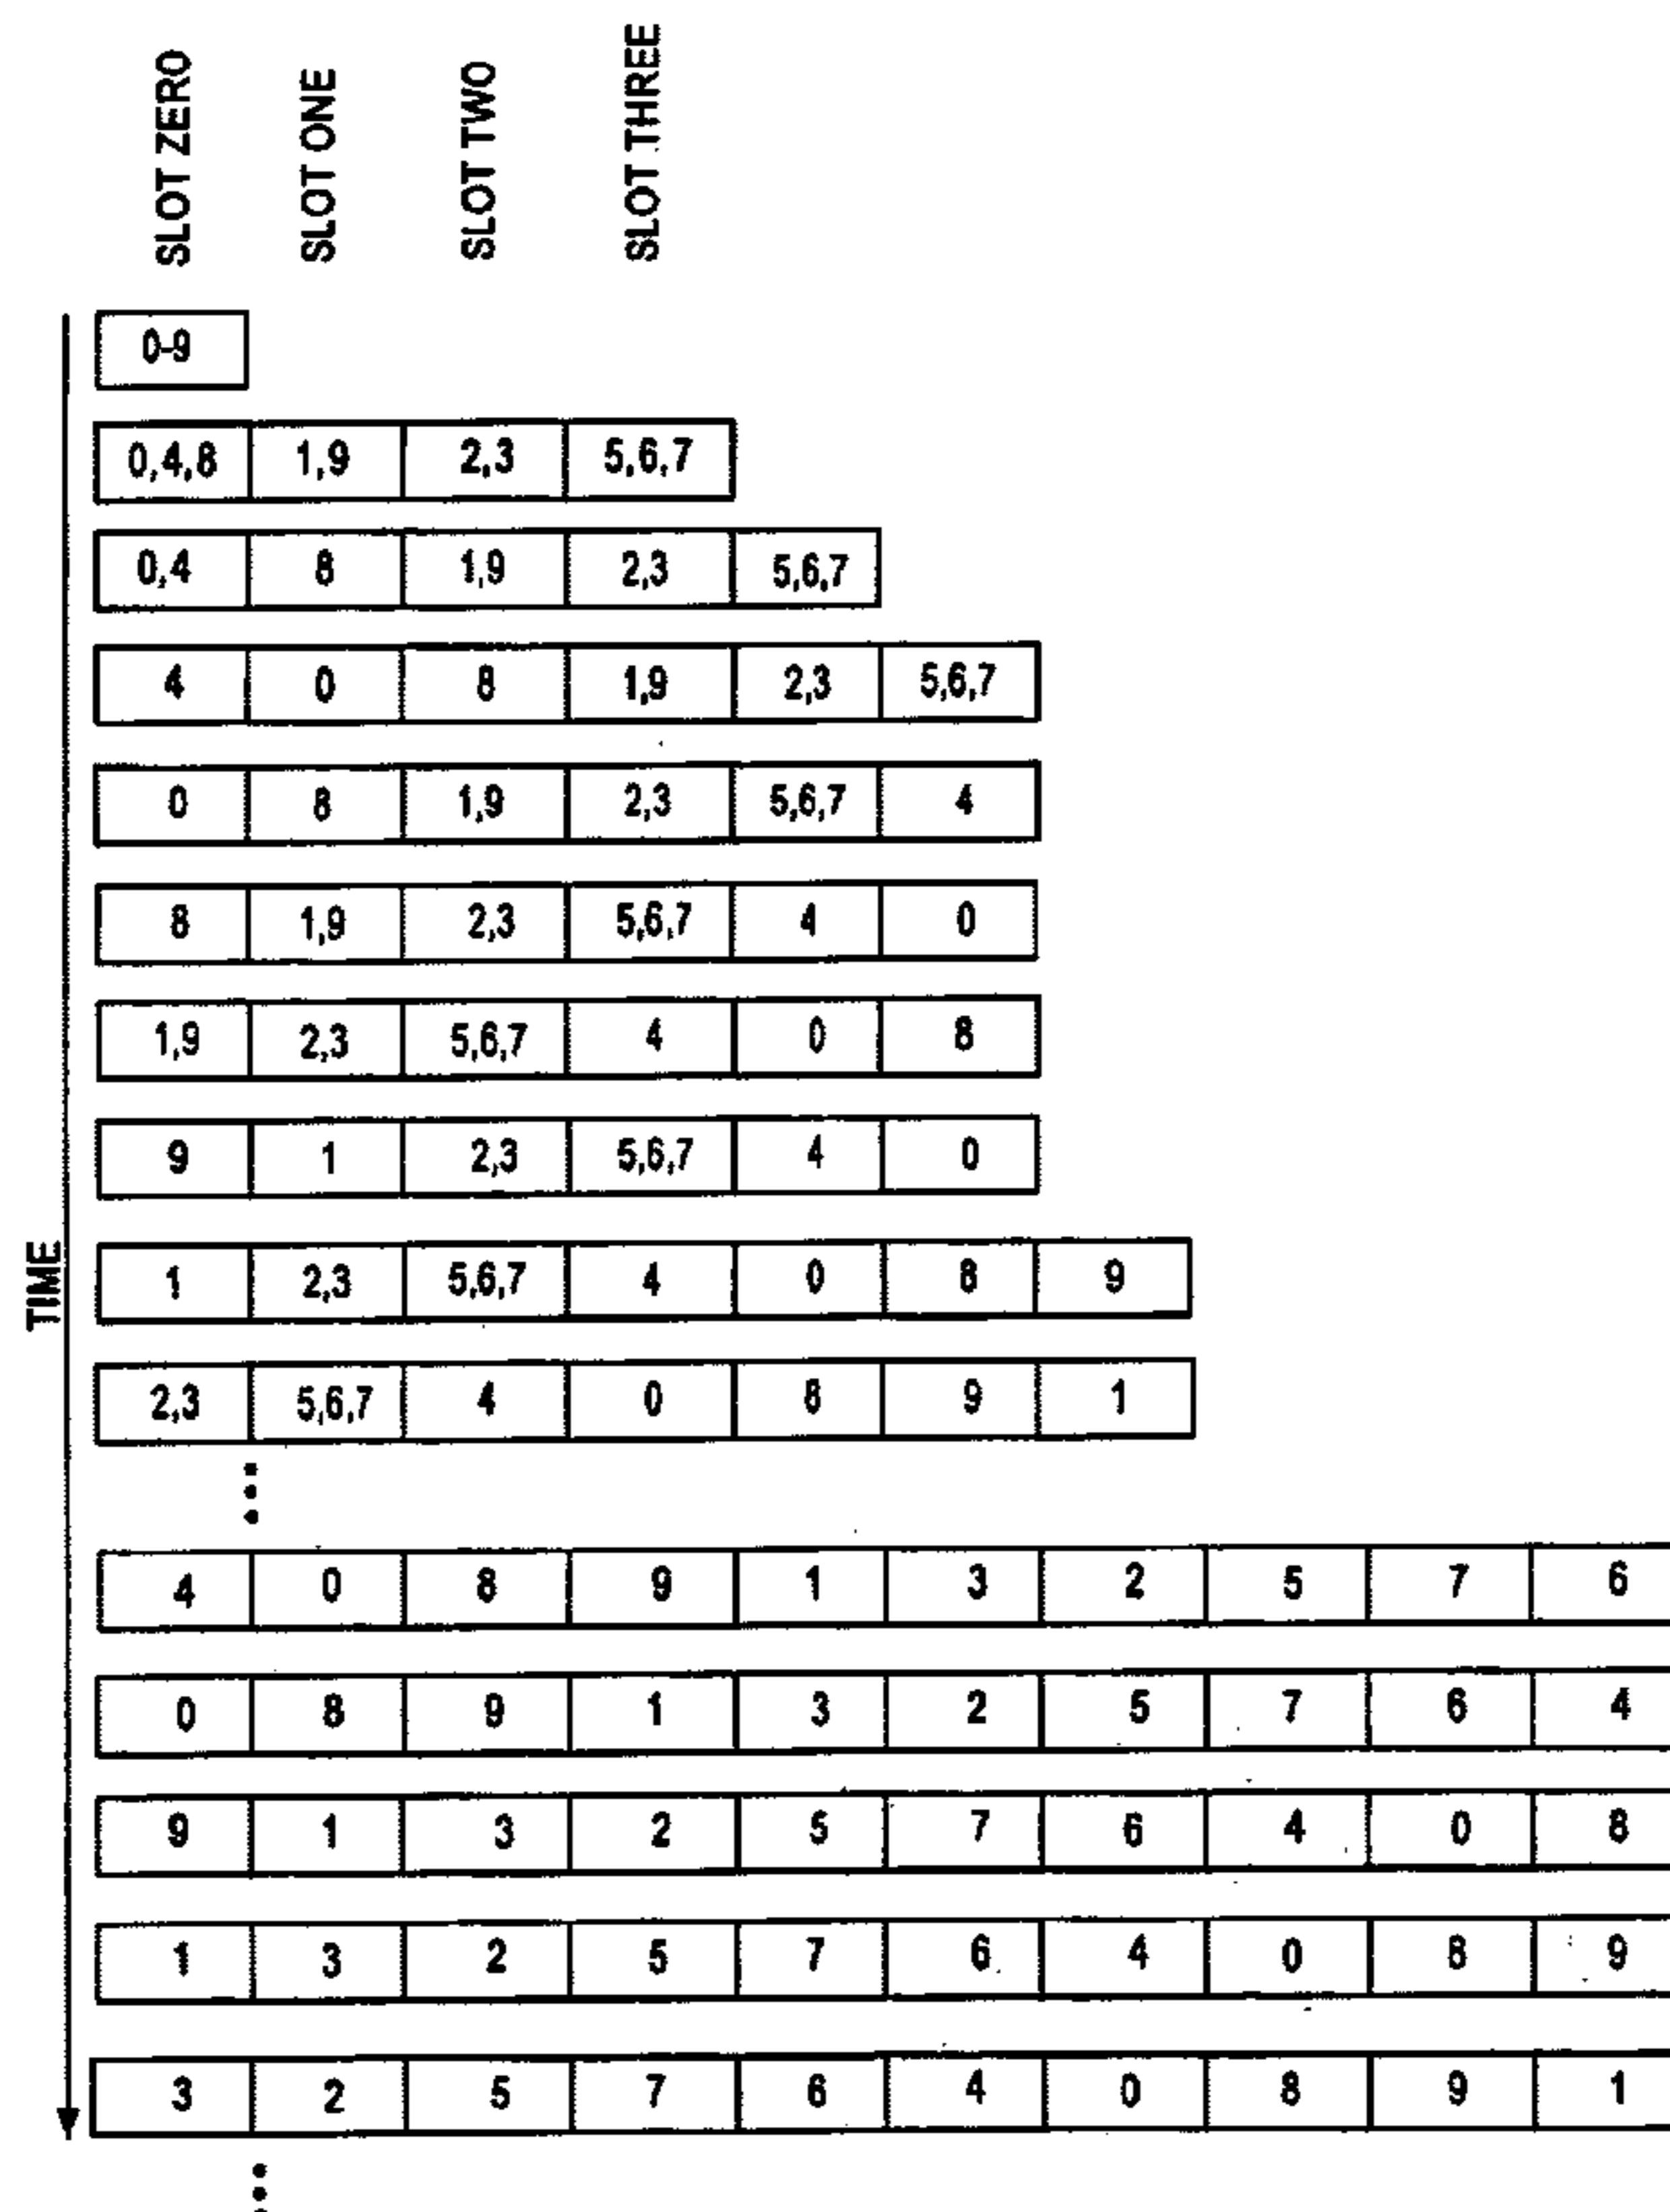 SLOT ZERO
SLOT ONE
SLOT TWO
SLOT THREE
TIME
0-9
0,4,8 1,9 2,3 5,6,7
0,4 8 1,9 2,3 5,6,7
4 0 8 1,9 2,3 5,6,7
0 8 1,9 2,3 5,6,7 4
8 1,9 2,3 5,6,7 4 0
1,9 2,3 5,6,7 4 0 8
9 1 2,3 5,6,7 4 0
1 2,3 5,6,7 4 0 8 9
2,3 5,6,7 4 0 8 9 1
4 0 8 9 1 3 2 5 7 6
0 8 9 1 3 2 5 7 6 4
9 1 3 2 5 7 6 4 0 8
1 3 2 5 7 6 4 0 8 9
3 2 5 7 6 4 0 8 9 1